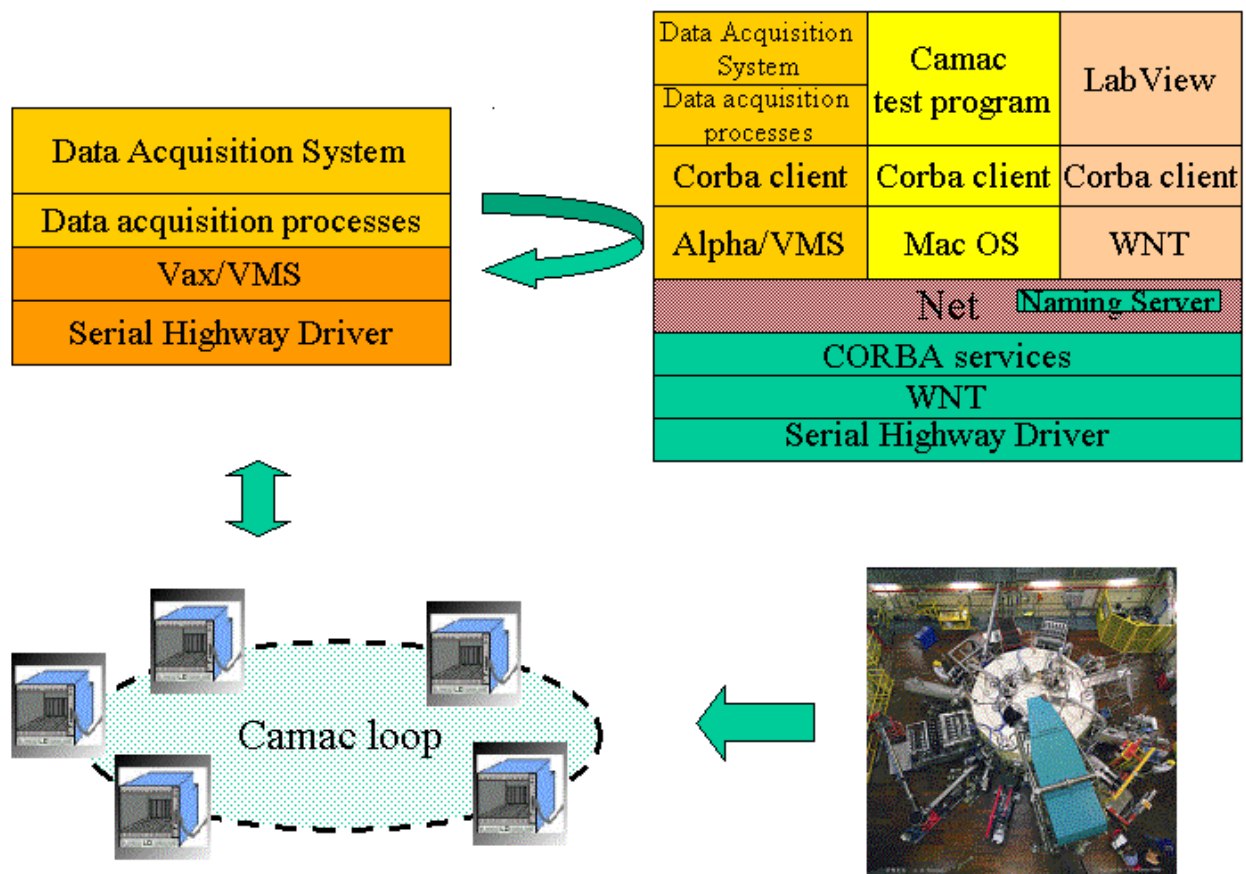 Data Acquisition System
Data acquisition processes
Vax/VMS
Serial Highway Driver
Data Acquisition
System
Data acquisition
processes
Camac
test program
LabView
Corba client
Corba client
Corba client
Alpha/VMS
Mac OS
WNT
Net
Naming Server
CORBA services
WNT
Serial Highway Driver
Camac loop